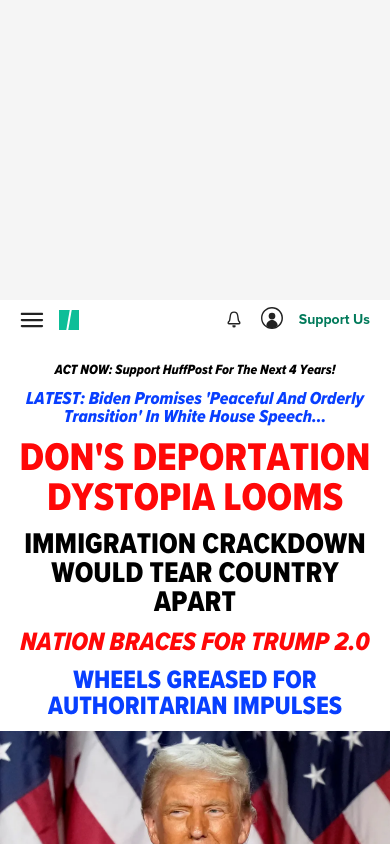 Support Us
ACT NOW: Support HuffPost For The Next 4 Years!
LATEST: Biden Promises 'Peaceful And Orderly
Transition' In White House Speech...
DON'S DEPORTATION
DYSTOPIA LOOMS
IMMIGRATION CRACKDOWN
WOULD TEAR COUNTRY
APART
NATION BRACES FOR TRUMP 2.0
WHEELS GREASED FOR
AUTHORITARIAN IMPULSES